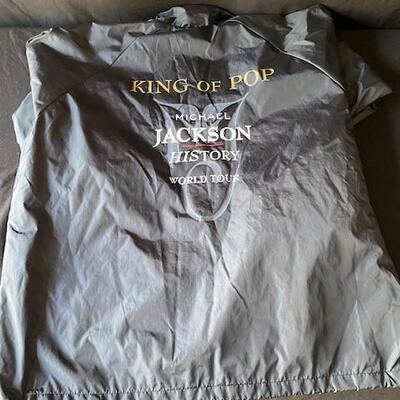 KING OF POP
MICHAEL
JACKSON
HISTORY
WORLD TOUR